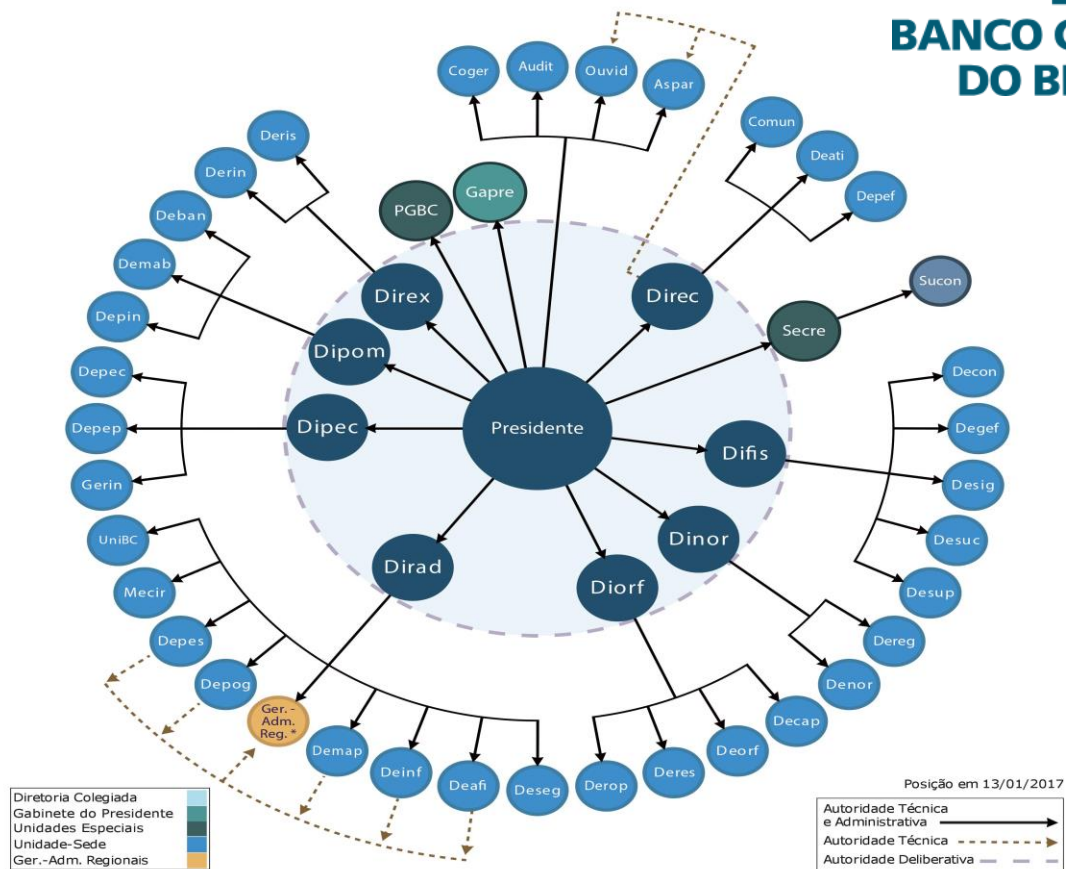 BANCO C
DO B
Coger
Audit
Ouvid
Aspar
Comun
Deati
Depef
Deris
Derin
Deban
Demab
Depin
PGBC
Gapre
Direx
Direc
Secre
Sucon
Dipom
Dipec
Presidente
Difis
Dinor
Diorf
Dirad
Depec
Depep
Gerin
UniBC
Mecir
Depes
Depog
Ger.-
Adm.
Reg.*
Demap
Deinf
Deafi
Deseg
Derop
Deres
Deorf
Decap
Denor
Dereg
Decon
Degef
Desig
Desuc
Desup
Diretoria Colegiada
Gabinete do Presidente
Unidades Especiais
Unidade-Sede
Ger.-Adm. Regionais
Posição em 13/01/2017
Autoridade Técnica
e Administrativa
Autoridade Técnica
Autoridade Deliberativa